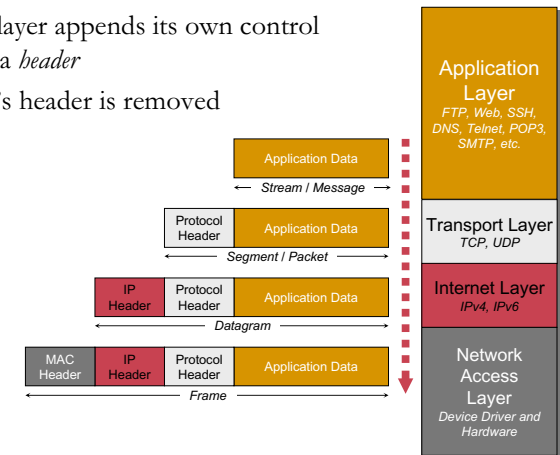 layer appends its own control
a header
's header is removed
Application Data
Stream / Message
Protocol
Header
Application Data
Segment / Packet
IP
Header
Protocol
Header
Application Data
Datagram
MAC
Header
IP
Header
Protocol
Header
Application Data
Frame
Application
Layer
FTP, Web, SSH,
DNS, Telnet, POP3,
SMTP, etc.
Transport Layer
TCP, UDP
Internet Layer
IPv4, IPv6
Network
Access
Layer
Device Driver and
Hardware